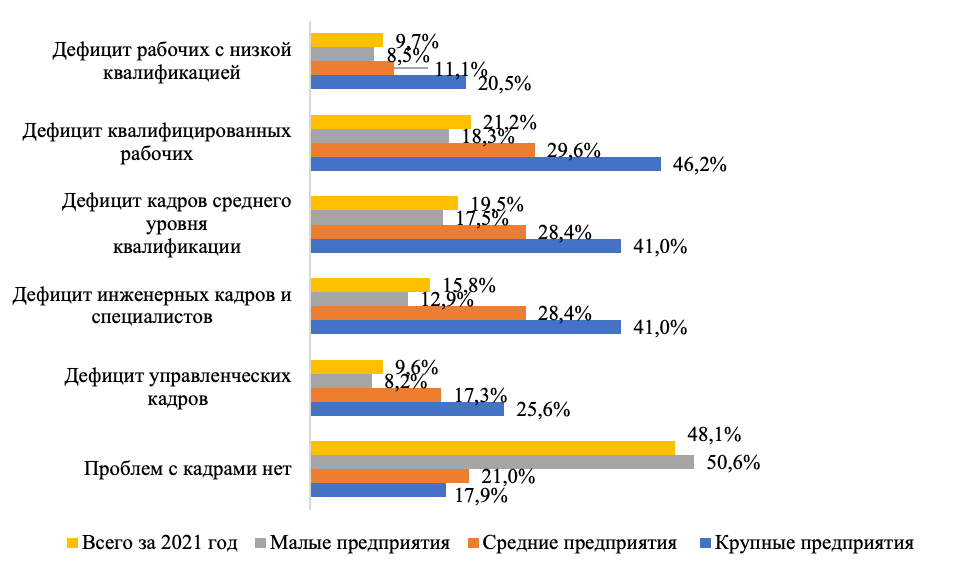 Дефицит рабочих с низкой
квалификацией
9,7%
8,5%
11,1%
20,5%
Дефицит квалифицированных
рабочих
21,2%
18,3%
29,6%
46,2%
Дефицит кадров среднего
уровня
квалификации
19,5%
17,5%
28,4%
41,0%
Дефицит инженерных кадров и
специалистов
15,8%
12,9%
28,4%
41,0%
Дефицит управленческих
кадров
9,6%
8,2%
17,3%
25,6%
Проблем с кадрами нет
48,1%
50,6%
21,0%
17,9%
Всего за 2021 год Малые предприятия Средние предприятия Крупные предприятия